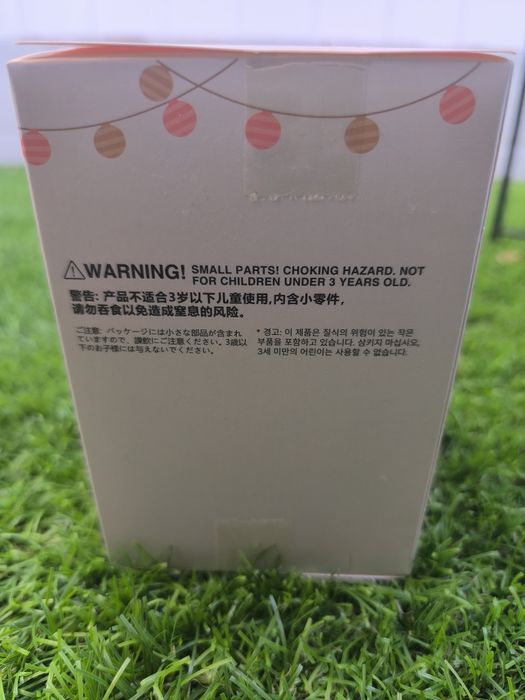 WARNING! SMALL PARTS! CHOKING HAZARD. NOT
FOR CHILDREN UNDER 3 YEARS OLD.
警告: 产品不适合3岁以下儿童使用,内含小零件,
请勿吞食以免造成窒息的风险。
ご注意: パッケージには小さな部品が含まれ
ていますので、誤飲にご注意ください。3歳以
下のお子様には与えないでください。
* 경고: 이 제품은 질식의 위험이 있는 작은
부품을 포함하고 있습니다. 삼키지 마십시오,
3세 미만의 어린이는 사용할 수 없습니다.